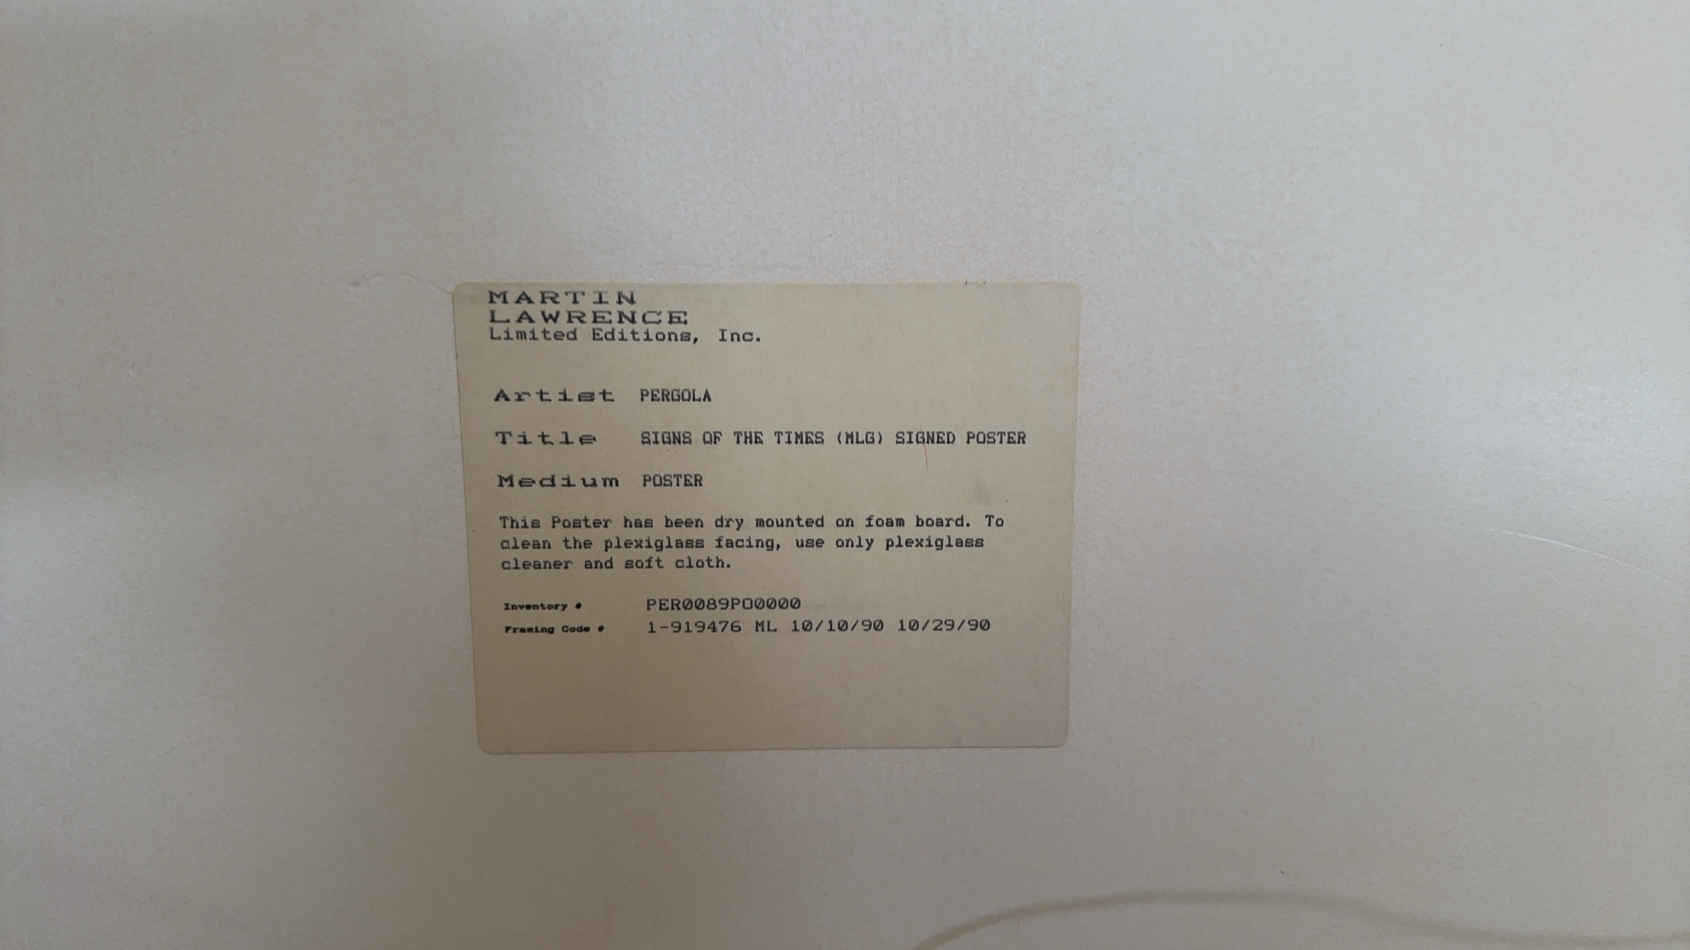 MARTIN
LAWRENCE
Limited Editions, Inc.
Artist PERGOLA
Title SIGNS OF THE TIMES (MLG) SIGNED POSTER
Medium POSTER
This Poster has been dry mounted on foam board. To
clean the plexiglass facing, use only plexiglass
cleaner and soft cloth.
Inventory # PER0089PO0000
Framing Code # 1-919476 ML 10/10/90 10/29/90